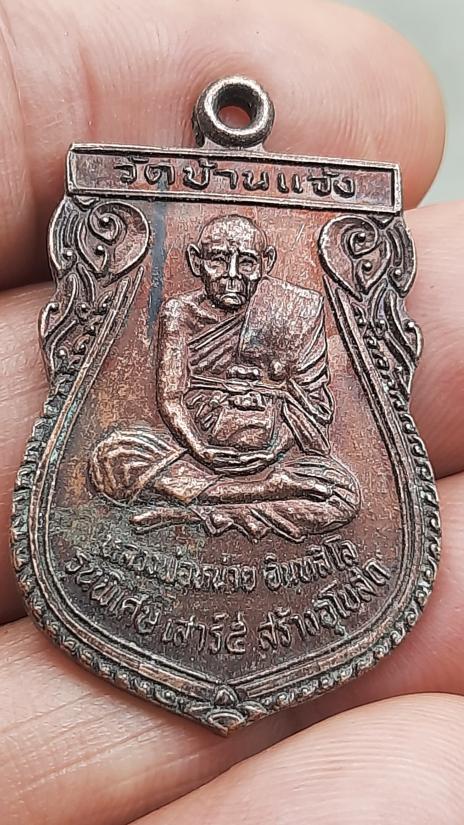 วัดบ้านแจ้ง
หลวงพ่อหน่าย อินฺทสีโล
รุ่นพิเศษ เสาร์๕ สร้างอุโบสถ